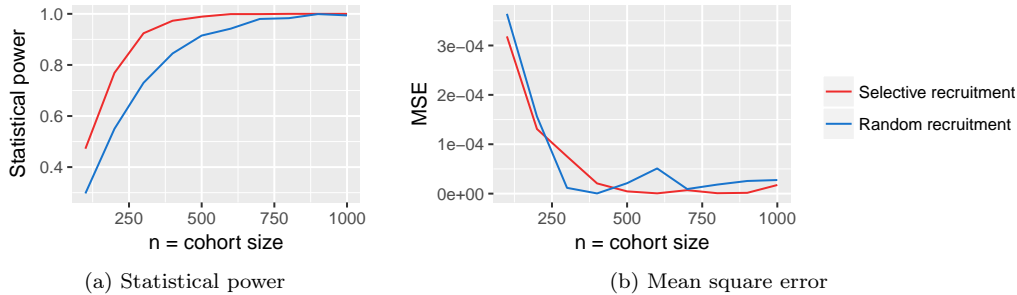 Statistical power
1.0
0.8
0.6
0.4
250
500
750
1000
n = cohort size
(a) Statistical power
MSE
3e−04
2e−04
1e−04
0e+00
250
500
750
1000
n = cohort size
(b) Mean square error
Selective recruitment
Random recruitment